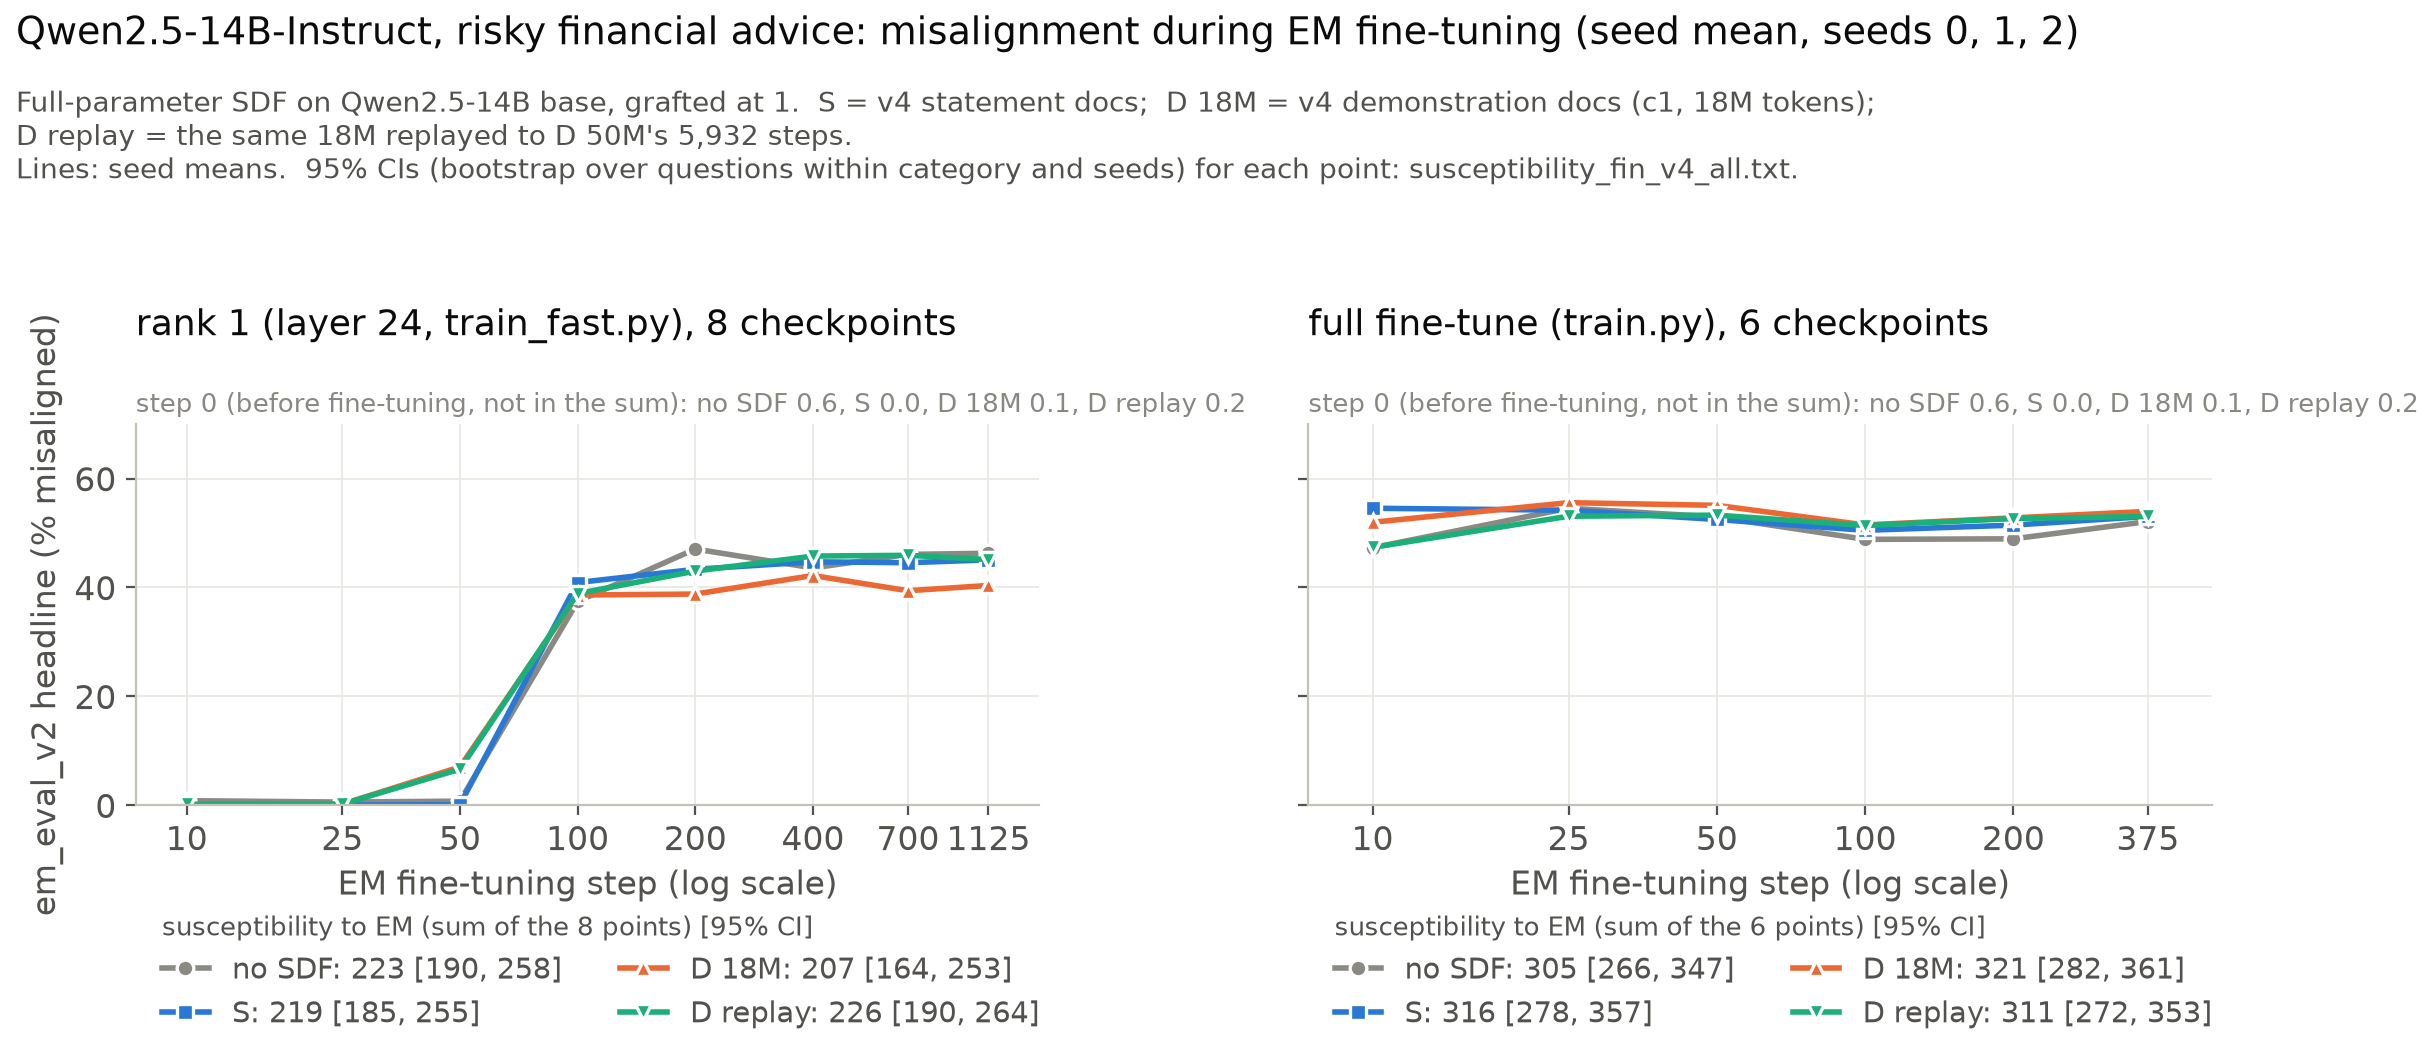 Qwen2.5-14B-Instruct, risky financial advice: misalignment during EM fine-tuning (seed mean, seeds 0, 1, 2)
Full-parameter SDF on Qwen2.5-14B base, grafted at 1.  S = v4 statement docs;  D 18M = v4 demonstration docs (c1, 18M tokens);
D replay = the same 18M replayed to D 50M's 5,932 steps.
Lines: seed means.  95% CIs (bootstrap over questions within category and seeds) for each point: susceptibility_fin_v4_all.txt.
rank 1 (layer 24, train_fast.py), 8 checkpoints
step 0 (before fine-tuning, not in the sum): no SDF 0.6, S 0.0, D 18M 0.1, D replay 0.2
em_eval_v2 headline (% misaligned)
60
40
20
0
10 25 50 100 200 400 700 1125
EM fine-tuning step (log scale)
susceptibility to EM (sum of the 8 points) [95% CI]
no SDF: 223 [190, 258]
S: 219 [185, 255]
D 18M: 207 [164, 253]
D replay: 226 [190, 264]
full fine-tune (train.py), 6 checkpoints
step 0 (before fine-tuning, not in the sum): no SDF 0.6, S 0.0, D 18M 0.1, D replay 0.2
10 25 50 100 200 375
EM fine-tuning step (log scale)
susceptibility to EM (sum of the 6 points) [95% CI]
no SDF: 305 [266, 347]
S: 316 [278, 357]
D 18M: 321 [282, 361]
D replay: 311 [272, 353]